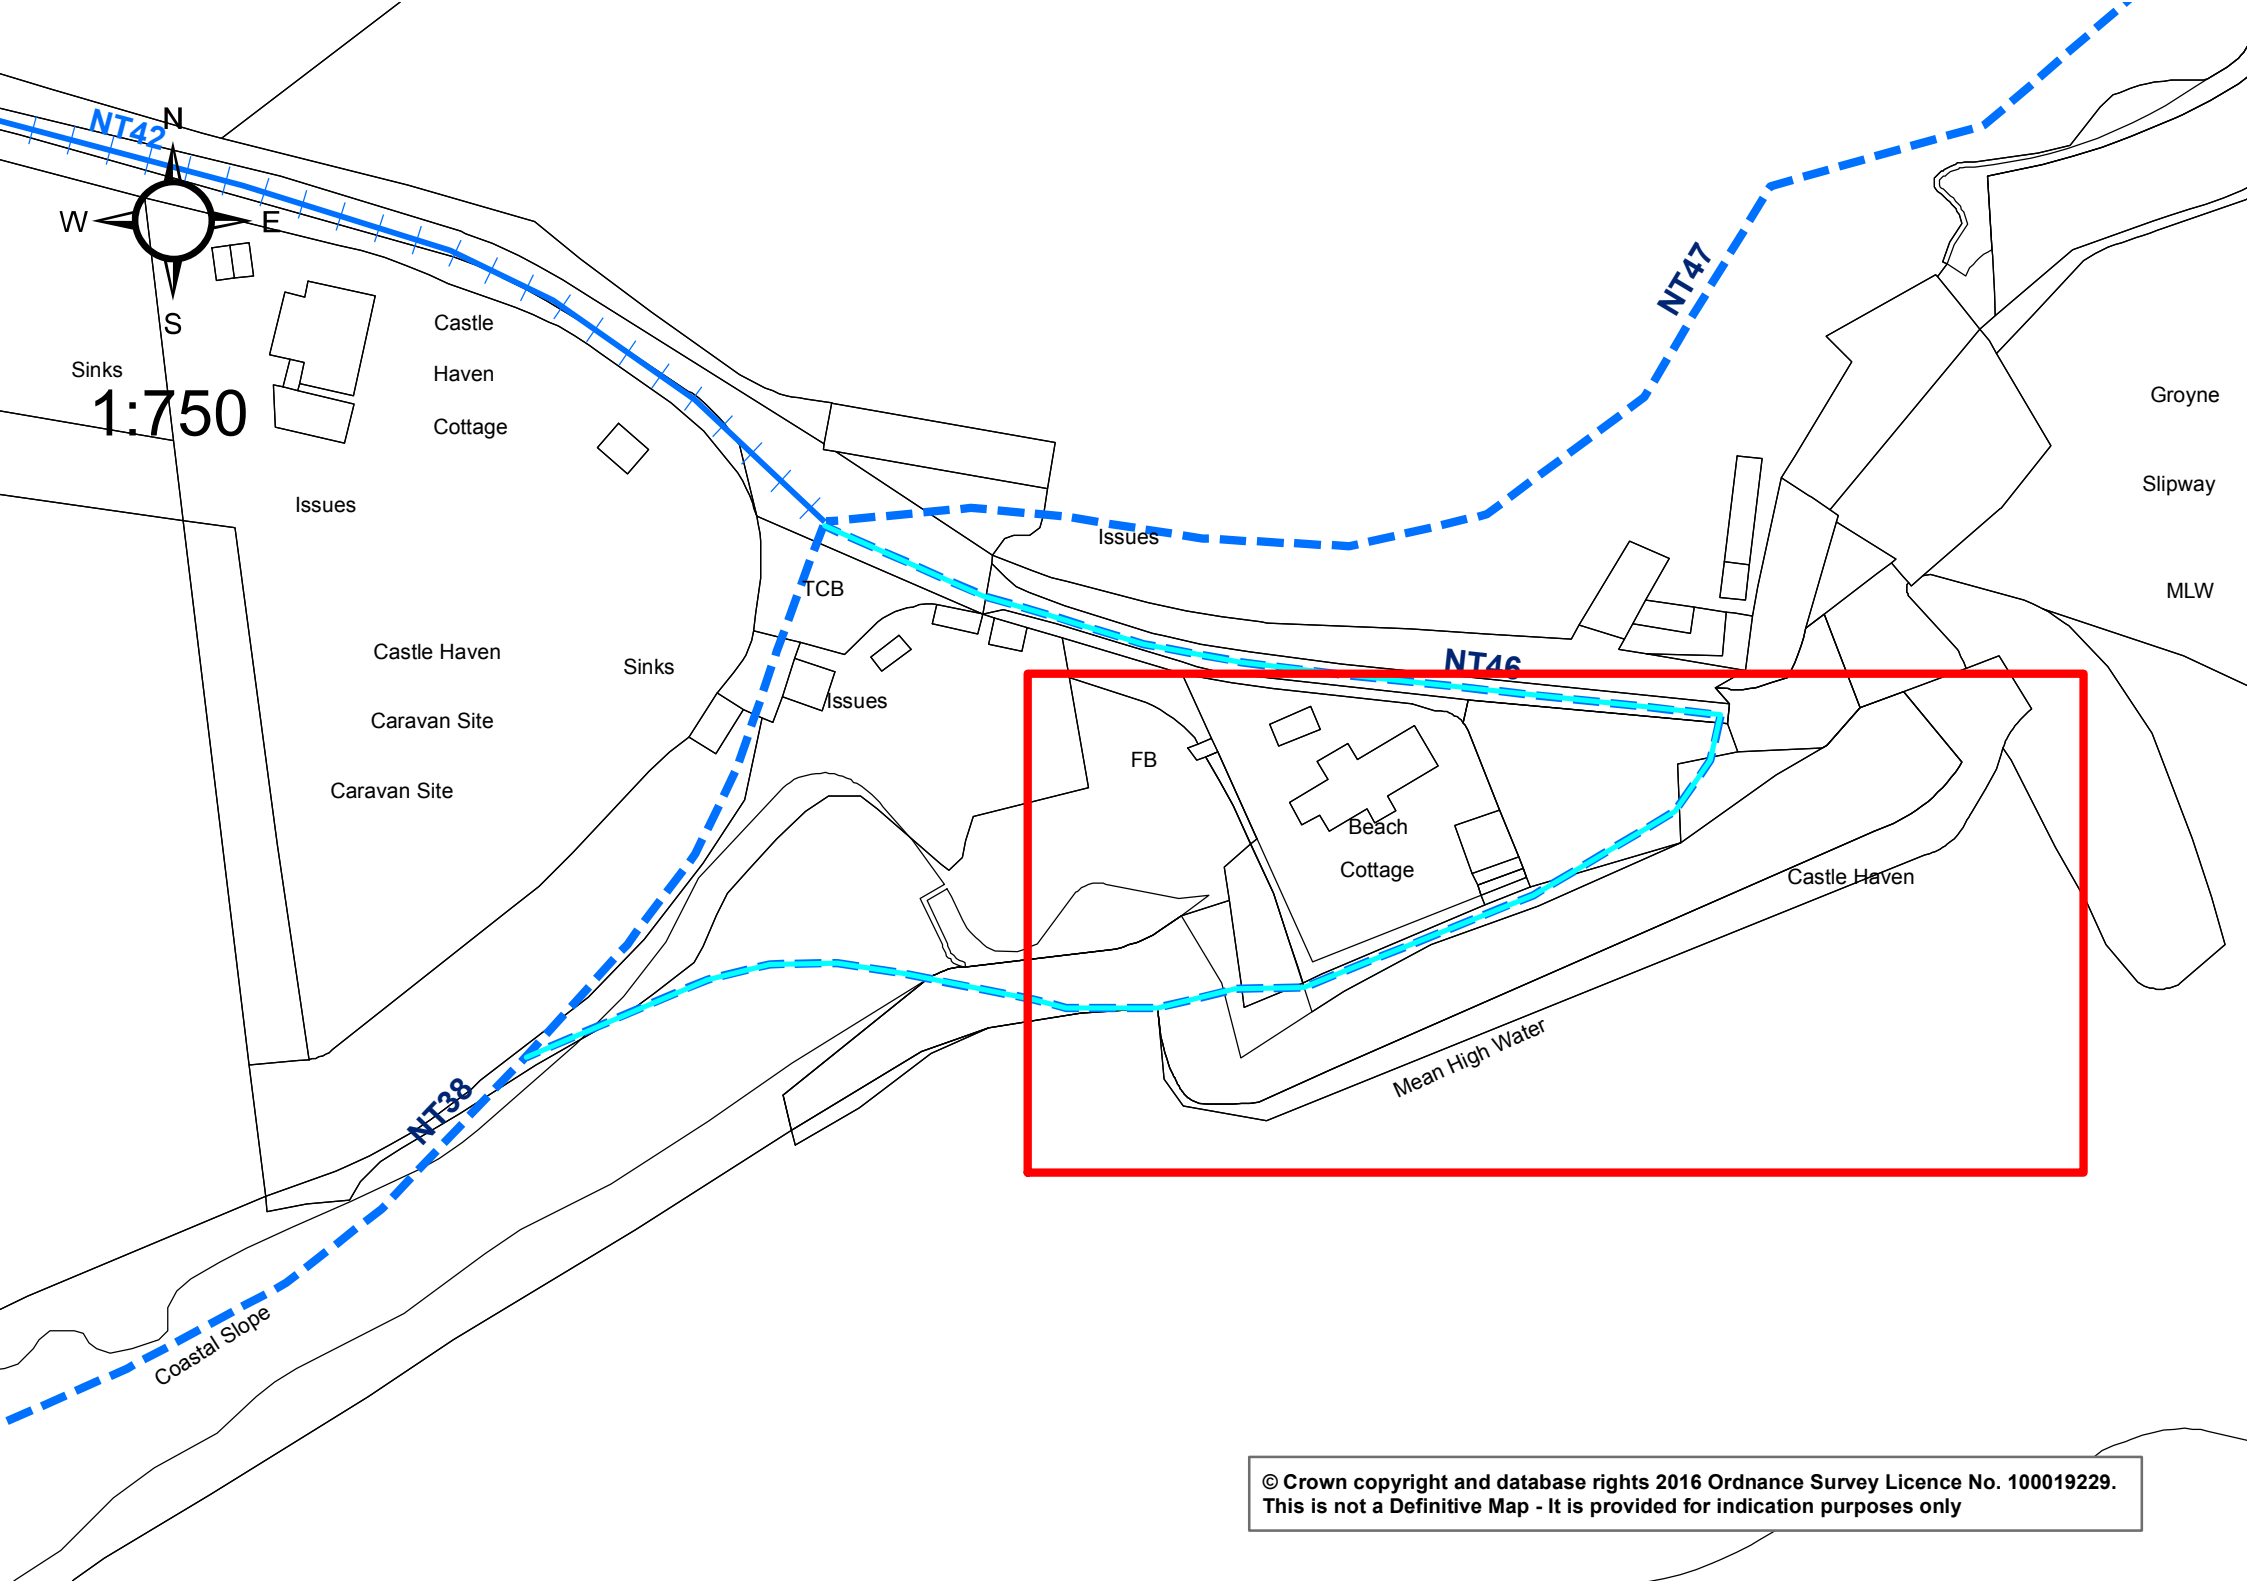 NT42
N
W
E
S
Sinks
1:750
Castle
Haven
Cottage
Issues
NT47
Groyne
Slipway
MLW
Issues
TCB
Castle Haven
Caravan Site
Caravan Site
Sinks
Issues
NT46
FB
Beach
Cottage
Castle Haven
Mean High Water
NT38
Coastal Slope
© Crown copyright and database rights 2016 Ordnance Survey Licence No. 100019229.
This is not a Definitive Map - It is provided for indication purposes only